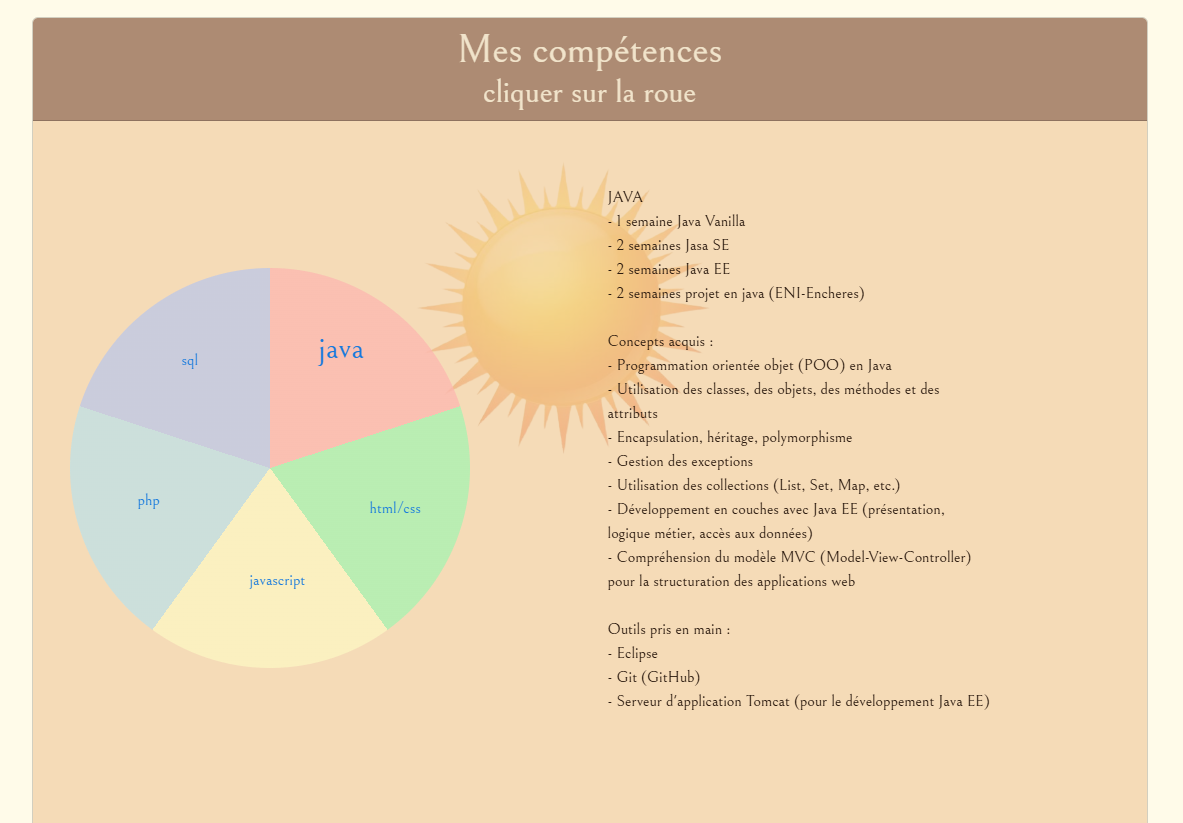 Mes compétences
cliquer sur la roue
JAVA
- 1 semaine Java Vanilla
- 2 semaines Jasa SE
- 2 semaines Java EE
- 2 semaines projet en java (ENI-Encheres)
Concepts acquis :
- Programmation orientée objet (POO) en Java
- Utilisation des classes, des objets, des méthodes et des
attributs
- Encapsulation, héritage, polymorphisme
- Gestion des exceptions
- Utilisation des collections (List, Set, Map, etc.)
- Développement en couches avec Java EE (présentation,
logique métier, accès aux données)
- Compréhension du modèle MVC (Model-View-Controller)
pour la structuration des applications web
Outils pris en main :
- Eclipse
- Git (GitHub)
- Serveur d'application Tomcat (pour le développement Java EE)
sql
java
php
html/css
javascript